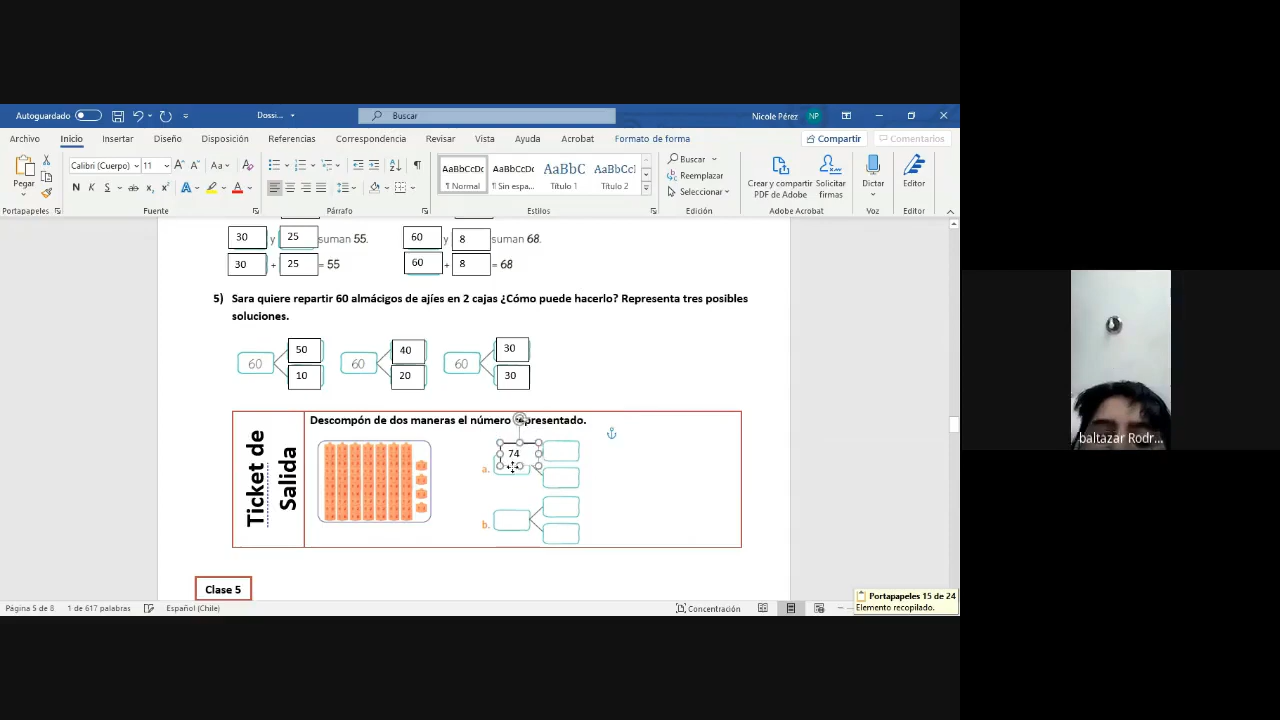 Autoguardado
Dossi...
Buscar
Nicole Pérez
NP
Archivo
Inicio
Insertar
Diseño
Disposición
Referencias
Correspondencia
Revisar
Vista
Ayuda
Acrobat
Formato de forma
Compartir
Comentarios
Pegar
Calibri (Cuerpo)
11
AaBbCcDc
AaBbCcDc
AaBbC
AaBbCcI
¶ Normal
¶ Sin espa...
Título 1
Título 2
Buscar
Reemplazar
Seleccionar
Crear y compartir PDF de Adobe
Solicitar firmas
Dictar
Editor
Portapapeles
Fuente
Párrafo
Estilos
Edición
Adobe Acrobat
Voz
Editor
30 y 25 suman 55.
60 y 8 suman 68.
30 + 25 = 55
60 + 8 = 68
5) Sara quiere repartir 60 almácigos de ajíes en 2 cajas ¿Cómo puede hacerlo? Representa tres posibles
soluciones.
60 50 10
60 40 20
60 30 30
Ticket de
Salida
Descompón de dos maneras el número representado.
a. 74
b.
Clase 5
Página 5 de 8
1 de 617 palabras
Español (Chile)
Concentración
Portapapeles 15 de 24
Elemento recopilado.
baltazar Rodr...